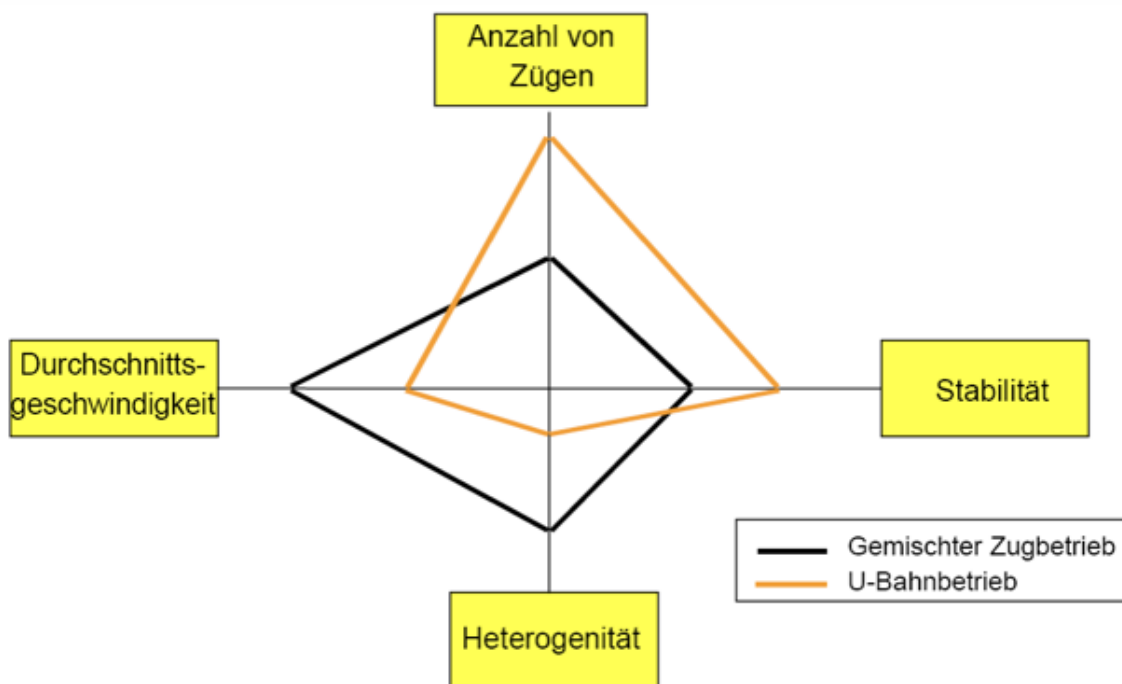 Anzahl von
Zügen
Durchschnitts-
geschwindigkeit
Stabilität
Heterogenität
Gemischter Zugbetrieb
U-Bahnbetrieb